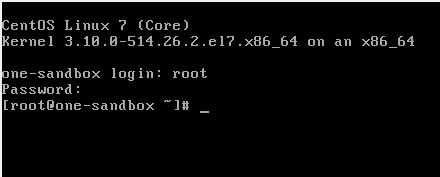 CentOS Linux 7 (Core)
Kernel 3.10.0-514.26.2.el7.x86_64 on an x86_64
one-sandbox login: root
Password:
[root@one-sandbox ~]# _